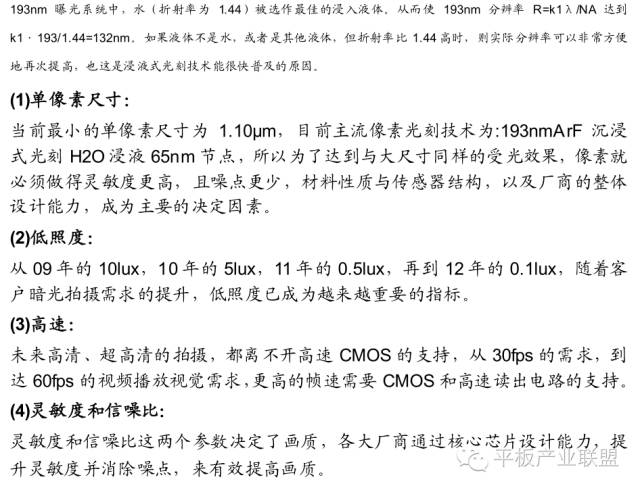 193nm 曝光系统中，水（折射率为 1.44）被选作最佳的浸入液体。从而使 193nm 分辨率 R=k1λ/NA 达到
k1·193/1.44=132nm。如果液体不是水，或者是其他液体，但折射率比 1.44 高时，则实际分辨率可以非常方便
地再次提高，也这是浸液式光刻技术能很快普及的原因。
(1)单像素尺寸：
当前最小的单像素尺寸为 1.10μm，目前主流像素光刻技术为:193nmArF 沉浸
式光刻 H2O 浸液 65nm 节点，所以为了达到与大尺寸同样的受光效果，像素就
必须做得灵敏度更高，且噪点更少，材料性质与传感器结构，以及厂商的整体
设计能力，成为主要的决定因素。
(2)低照度：
从 09 年的 10lux，10 年的 5lux，11 年的 0.5lux，再到 12 年的 0.1lux，随着客
户暗光拍摄需求的提升，低照度已成为越来越重要的指标。
(3)高速：
未来高清、超高清的拍摄，都离不开高速 CMOS 的支持，从 30fps 的需求，到
达 60fps 的视频播放视觉需求，更高的帧速需要 CMOS 和高速读出电路的支持。
(4)灵敏度和信噪比：
灵敏度和信噪比这两个参数决定了画质，各大厂商通过核心芯片设计能力，提
升灵敏度并消除噪点，来有效提高画质。
平板产业联盟